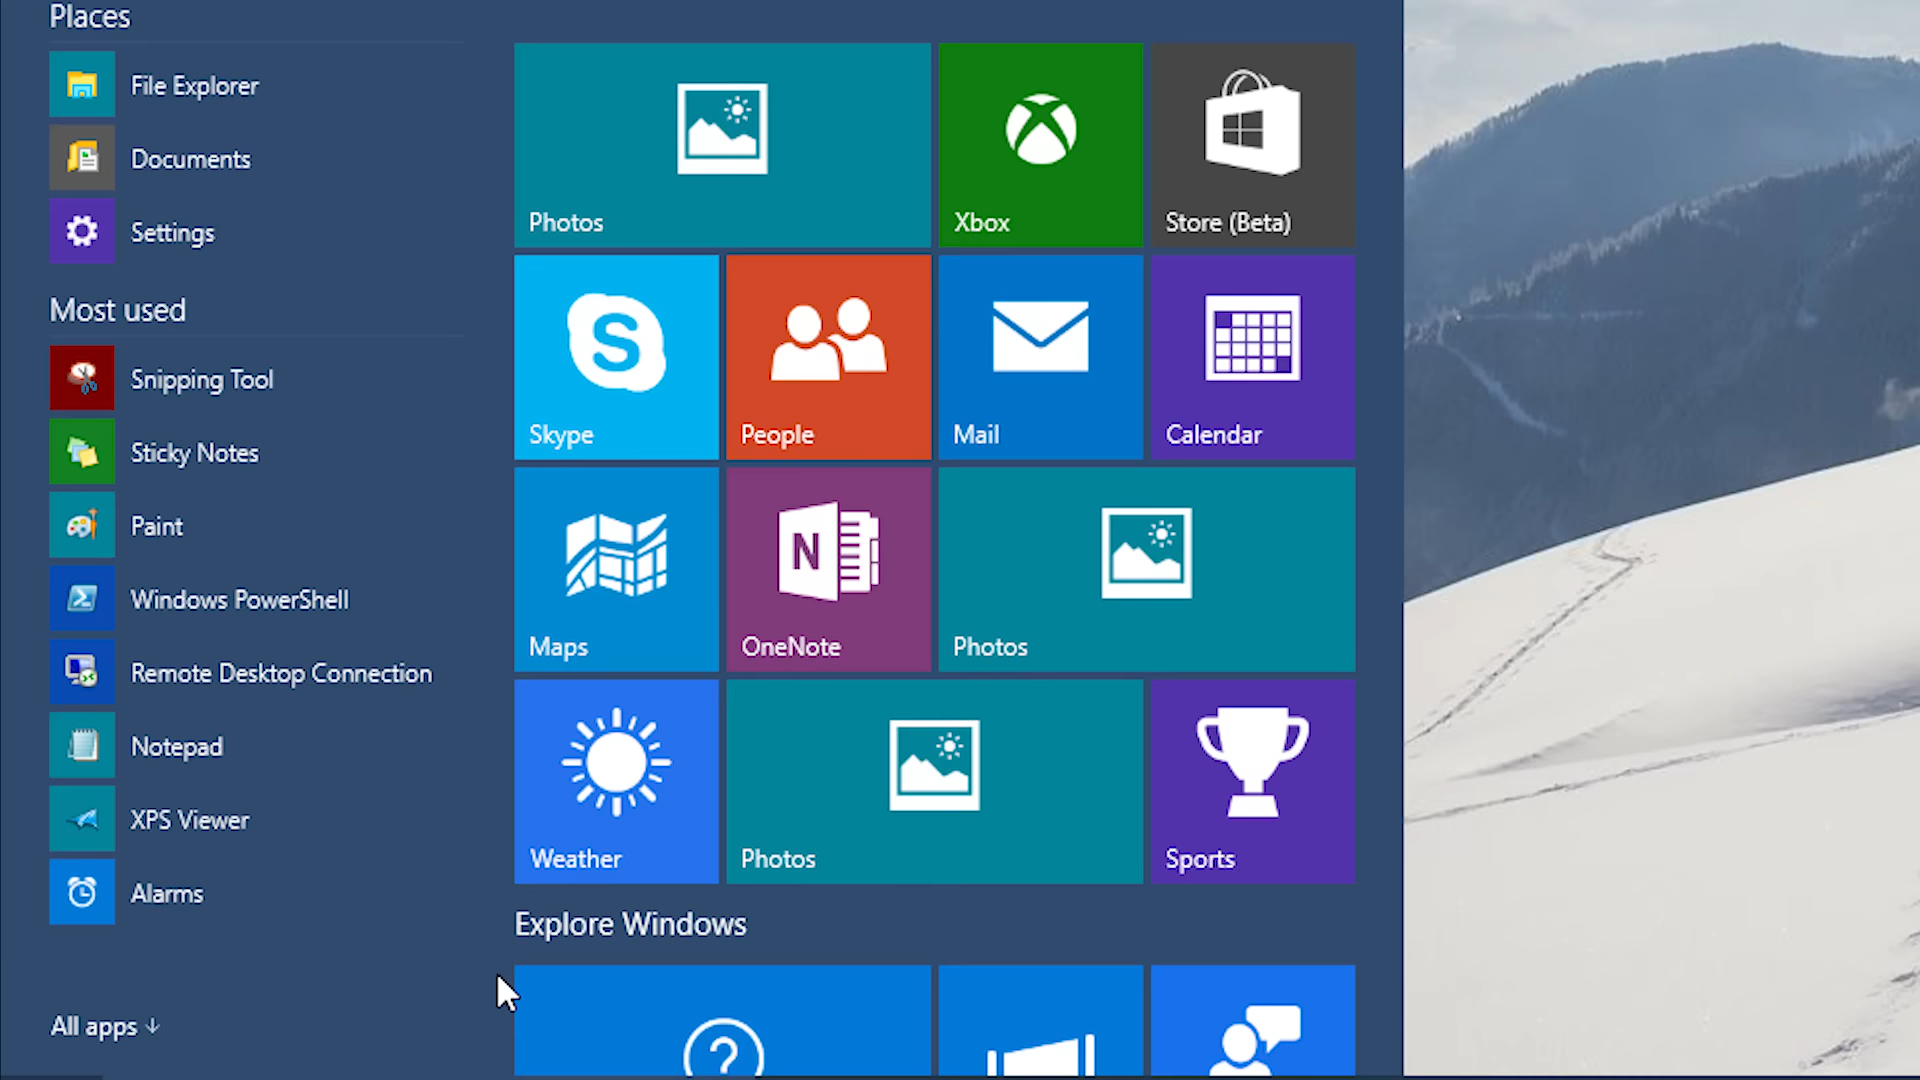 Places
File Explorer
Documents
Settings
Most used
Snipping Tool
Sticky Notes
Paint
Windows PowerShell
Remote Desktop Connection
Notepad
XPS Viewer
Alarms
All apps
Photos
Xbox
Store (Beta)
Skype
People
Mail
Calendar
Maps
OneNote
Photos
Weather
Photos
Sports
Explore Windows